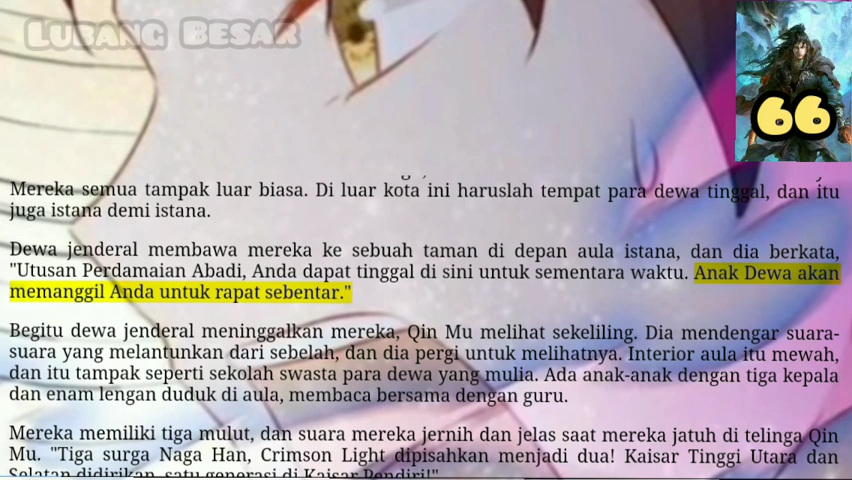 LUBANG BESAR
66
Mereka semua tampak luar biasa. Di luar kota ini haruslah tempat para dewa tinggal, dan itu
juga istana demi istana.
Dewa jenderal membawa mereka ke sebuah taman di depan aula istana, dan dia berkata,
"Utusan Perdamaian Abadi, Anda dapat tinggal di sini untuk sementara waktu. Anak Dewa akan
memanggil Anda untuk rapat sebentar."
Begitu dewa jenderal meninggalkan mereka, Qin Mu melihat sekeliling. Dia mendengar suara-
suara yang melantunkan dari sebelah, dan dia pergi untuk melihatnya. Interior aula itu mewah,
dan itu tampak seperti sekolah swasta para dewa yang mulia. Ada anak-anak dengan tiga kepala
dan enam lengan duduk di aula, membaca bersama dengan guru.
Mereka memiliki tiga mulut, dan suara mereka jernih dan jelas saat mereka jatuh di telinga Qin
Mu. "Tiga surga Naga Han, Crimson Light dipisahkan menjadi dua! Kaisar Tinggi Utara dan
Selatan didirikan, satu generasi di Kaisar Pendiri!"